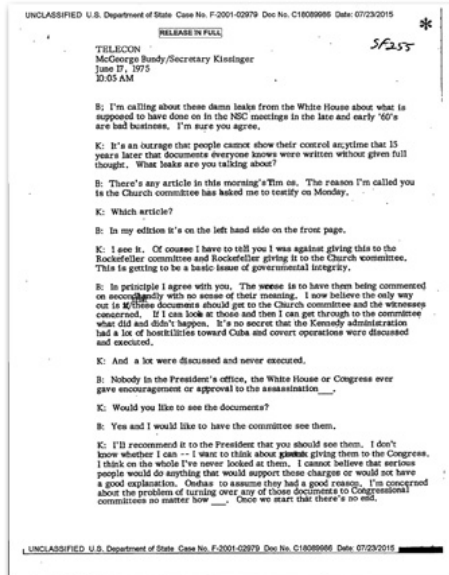 UNCLASSIFIED U.S. Department of State Case No. F-2001-02979 Doc No. C18089986 Date: 07/23/2015
RELEASE IN FULL
*
SF255
TELECON
McGeorge Bundy/Secretary Kissinger
June 17, 1975
10:05 AM
B; I'm calling about these damn leaks from the White House about what is
supposed to have done on in the NSC meetings in the late and early '60's
are bad business. I'm sure you agree.
K: It's an outrage that people cannot show their control anytime that 15
years later that documents everyone knows were written without given full
thought. What leaks are you talking about?
B: There's any article in this morning's Tim es. The reason I'm called you
is the Church committee has asked me to testify on Monday.
K: Which article?
B: In my edition it's on the left hand side on the front page.
K: I see it. Of course I have to tell you I was against giving this to the
Rockefeller committee and Rockefeller giving it to the Church committee.
This is getting to be a basic issue of governmental integrity.
B: In principle I agree with you. The is to have them being commented
on with no sense of their meaning. I now believe the only way
out is if these documents should get to the Church committee and the witnesses
concerned. If I can look at those and then I can get through to the committee
what did and didn't happen. It's no secret that the Kennedy administration
had a lot of hostilities toward Cuba and covert operations were discussed
and executed.
K: And a lot were discussed and never executed.
B: Nobody in the President's office, the White House or Congress ever
gave encouragement or approval to the assassination___.
K: Would you like to see the documents?
B: Yes and I would like to have the committee see them.
K: I'll recommend it to the President that you should see them. I don't
know whether I can -- I want to think about giving them to the Congress.
I think on the whole I've never looked at them. I cannot believe that serious
people would do anything that would support these charges or would not have
a good explanation. Onehas to assume they had a good reason. I'm concerned
about the problem of turning over any of those documents to Congressional
committees no matter how ___. Once we start that there's no end.
UNCLASSIFIED U.S. Department of State Case No. F-2001-02979 Doc No. C18089986 Date: 07/23/2015